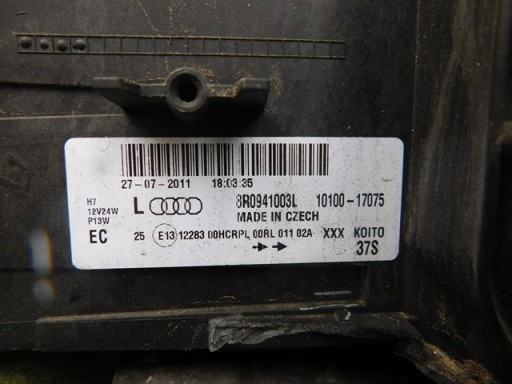 27-07-2011 18:03:35
H7
12V24W
P13W
L 8R0941003L 10100-17075
MADE IN CZECH
EC 25 E13 12283 00HCRPL 00RL 011 02A XXX KOITO
37S